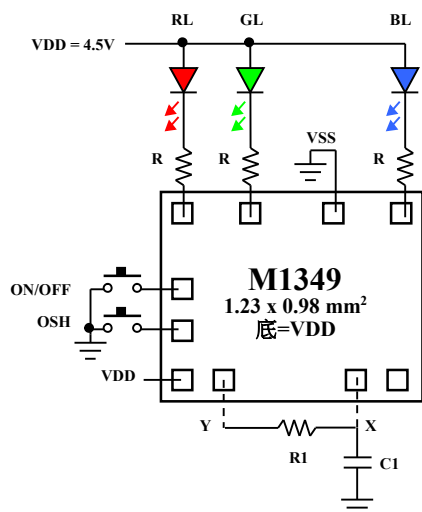 RL GL BL
VDD = 4.5V
VSS
R R R
M1349
1.23 x 0.98 mm²
底=VDD
ON/OFF
OSH
VDD
Y X
R1 C1